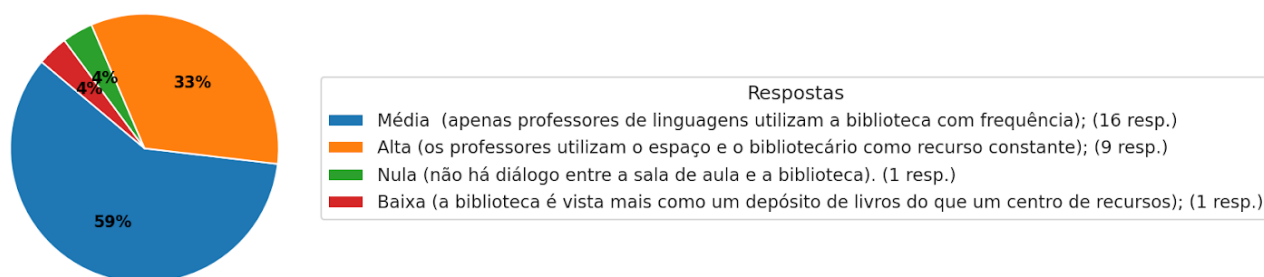 4%
4%
33%
59%
Respostas
Média (apenas professores de linguagens utilizam a biblioteca com frequência); (16 resp.)
Alta (os professores utilizam o espaço e o bibliotecário como recurso constante); (9 resp.)
Nula (não há diálogo entre a sala de aula e a biblioteca). (1 resp.)
Baixa (a biblioteca é vista mais como um depósito de livros do que um centro de recursos); (1 resp.)